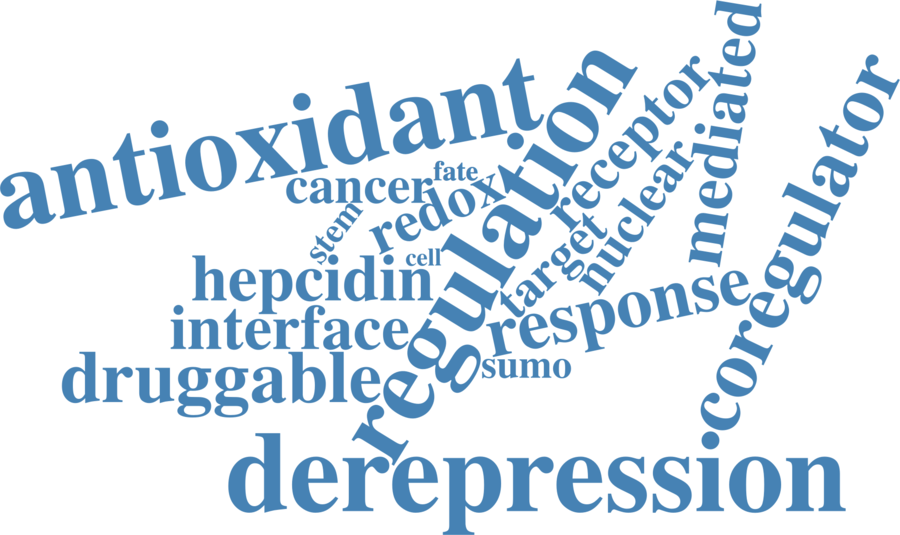 antioxidant
regulation
receptor
mediated
coregulator
cancer
fate
redox
stem
cell
nuclear
target
hepcidin
response
interface
sumo
druggable
derepression